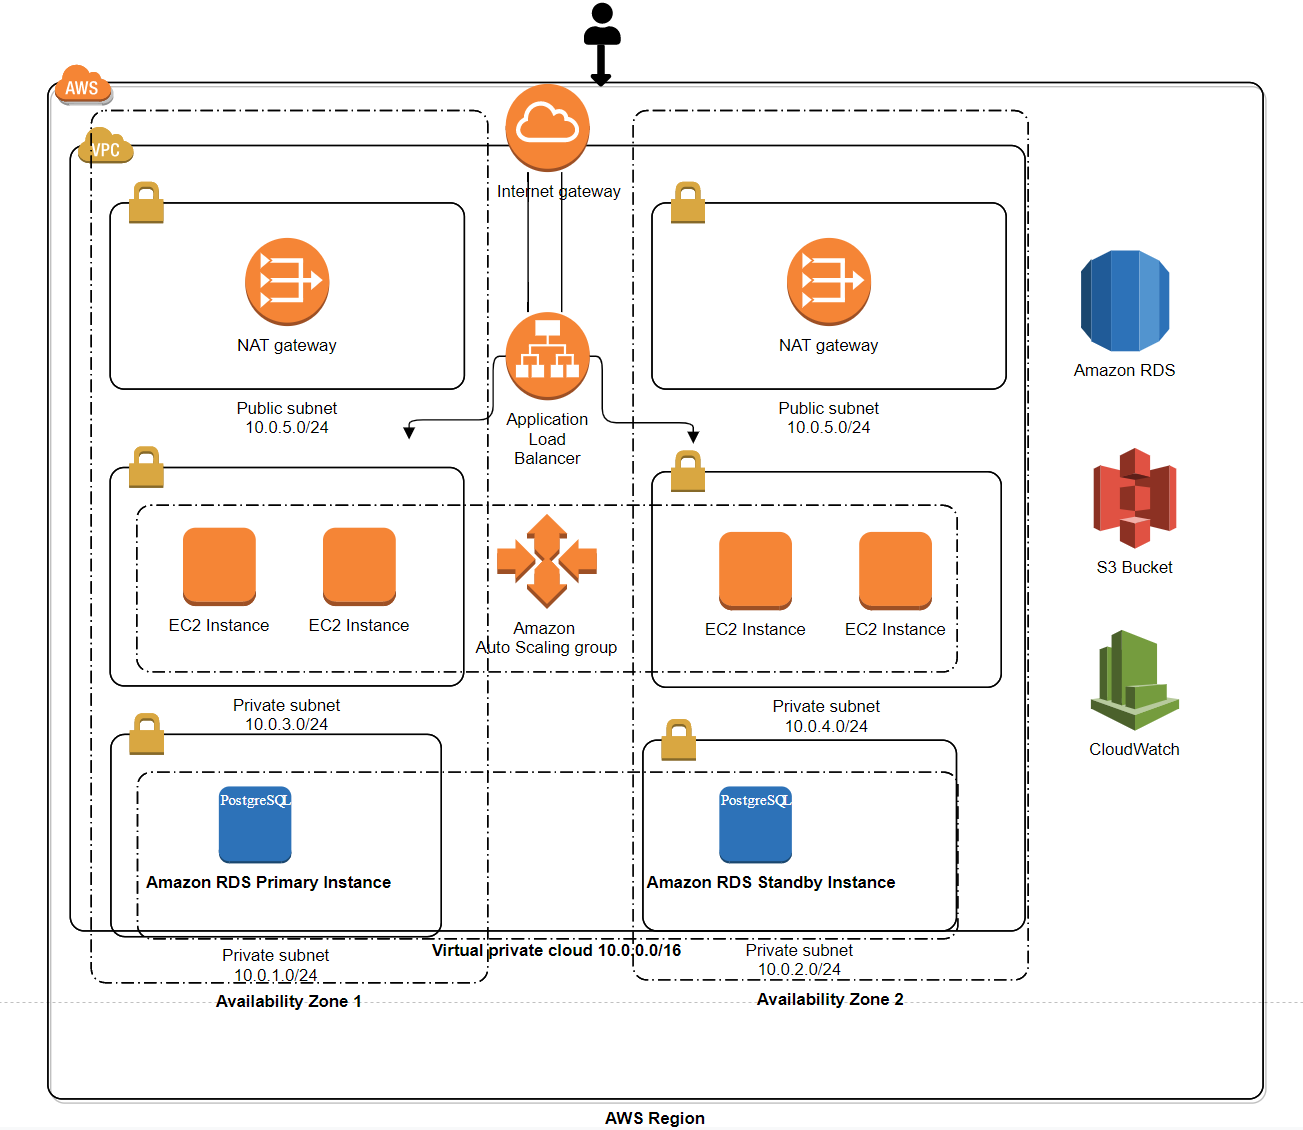 AWS
VPC
Internet gateway
NAT gateway
NAT gateway
Amazon RDS
Public subnet
10.0.5.0/24
Application
Load
Balancer
Public subnet
10.0.5.0/24
S3 Bucket
EC2 Instance
EC2 Instance
Amazon
Auto Scaling group
EC2 Instance
EC2 Instance
Private subnet
10.0.3.0/24
Private subnet
10.0.4.0/24
CloudWatch
PostgreSQL
Amazon RDS Primary Instance
PostgreSQL
Amazon RDS Standby Instance
Virtual private cloud 10.0.0.0/16
Private subnet
10.0.1.0/24
Private subnet
10.0.2.0/24
Availability Zone 1
Availability Zone 2
AWS Region